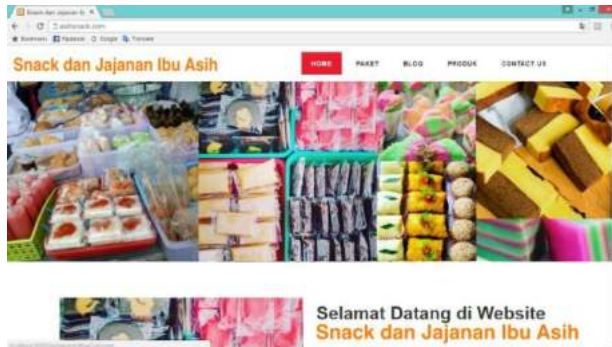 Snack dan Jajanan Ibu Asih
HOME PAKET BLOG PRODUK CONTACT US
Selamat Datang di Website
Snack dan Jajanan Ibu Asih